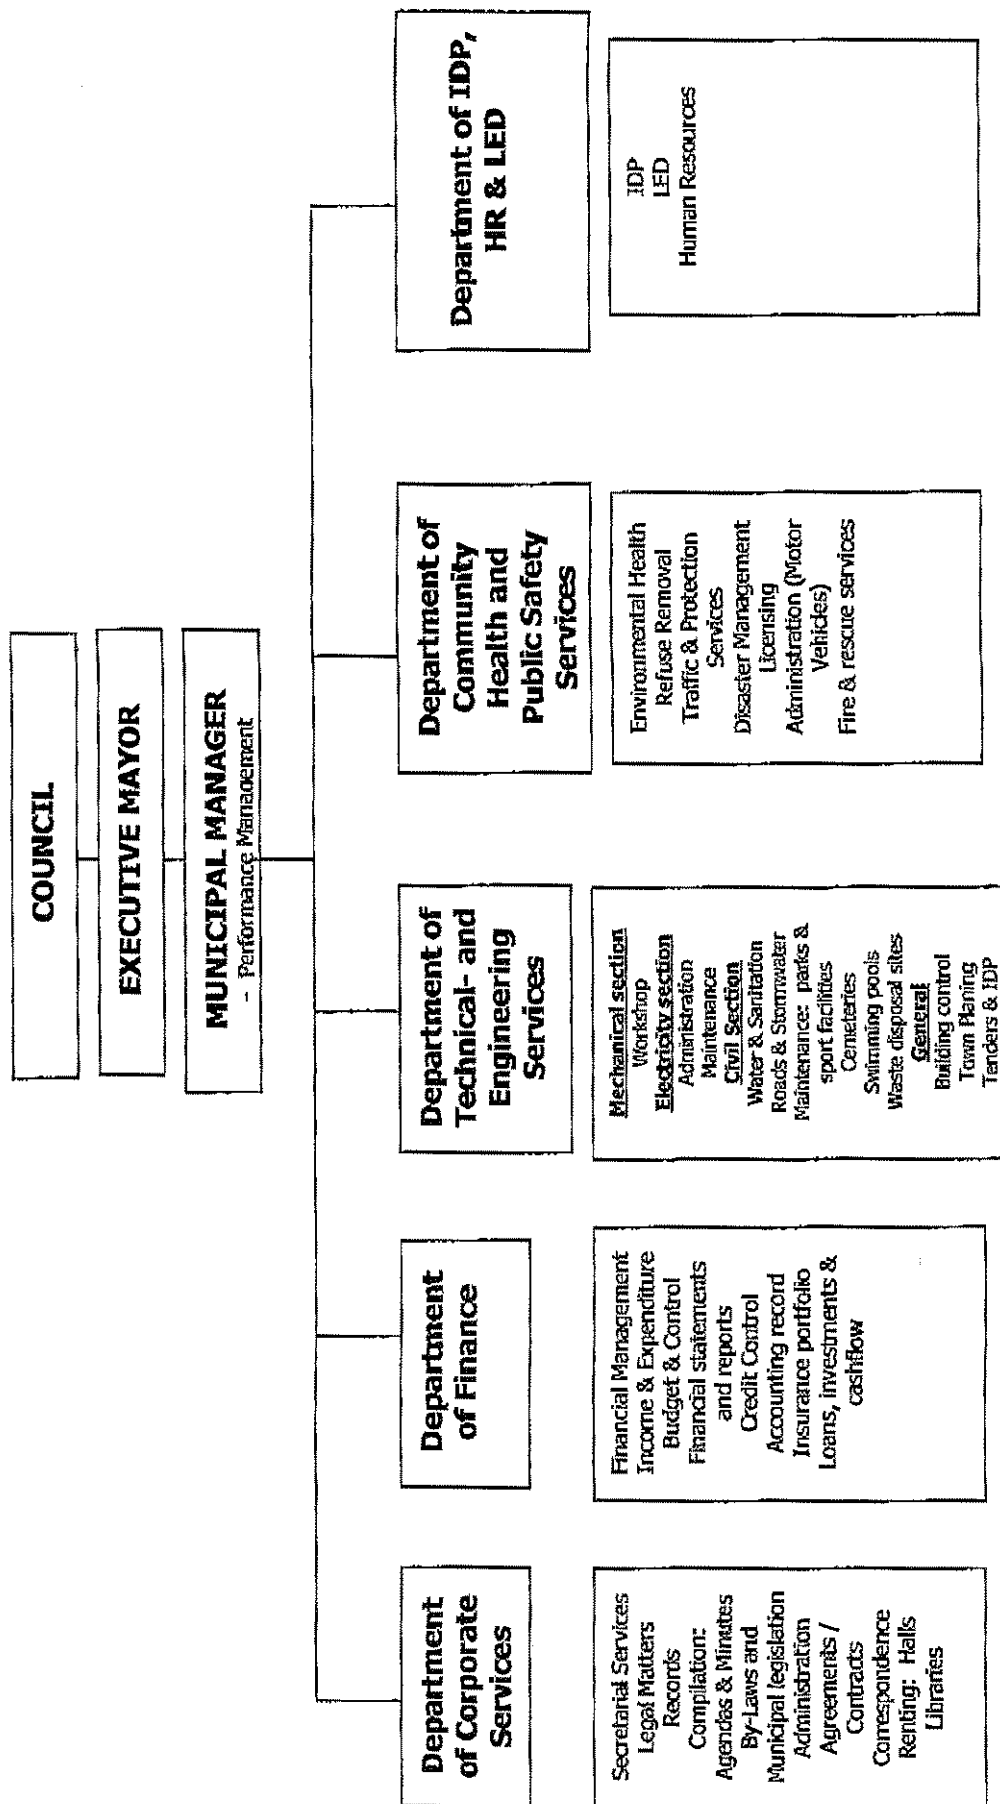 COUNCIL
EXECUTIVE MAYOR
MUNICIPAL MANAGER
- Performance Management
Department
of Corporate
Services
Secretarial Services
Legal Matters
Records
Compilation:
Agendas & Minutes
By-Laws and
Municipal legislation
Administration
Agreements /
Contracts
Correspondence
Renting: Halls
Libraries
Department
of Finance
Financial Management
Income & Expenditure
Budget & Control
Financial statements
and reports
Credit Control
Accounting record
Insurance portfolio
Loans, investments &
cashflow
Department of
Technical- and
Engineering
Services
Mechanical section
Workshop
Electricity section
Administration
Maintenance
Civil Section
Water & Sanitation
Roads & Stormwater
Maintenance: parks &
sport facilities
Cemeteries
Swimming pools
Waste disposal sites
General
Building control
Town Planing
Tenders & IDP
Department of
Community
Health and
Public Safety
Services
Environmental Health
Refuse Removal
Traffic & Protection
Services
Disaster Management
Licensing
Administration (Motor
Vehicles)
Fire & rescue services
Department of IDP,
HR & LED
IDP
LED
Human Resources